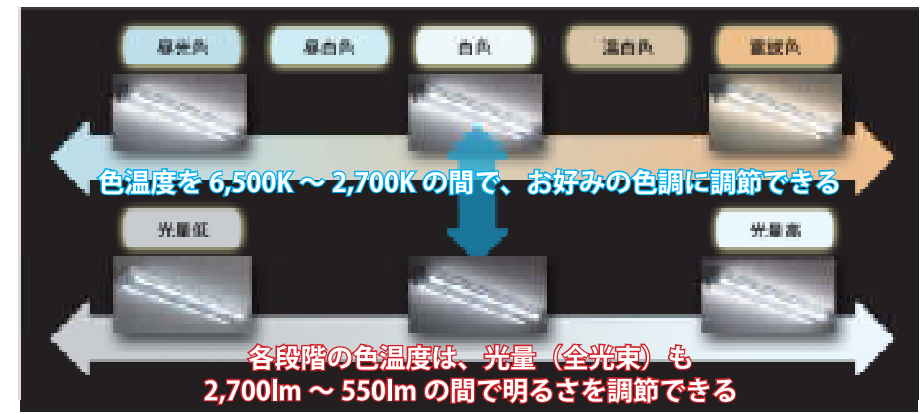 昼光色 昼白色 白色 温白色 電球色
色温度を 6,500K ～ 2,700K の間で、お好みの色調に調節できる
光量低 光量高
各段階の色温度は、光量（全光束）も
2,700lm ～ 550lm の間で明るさを調節できる